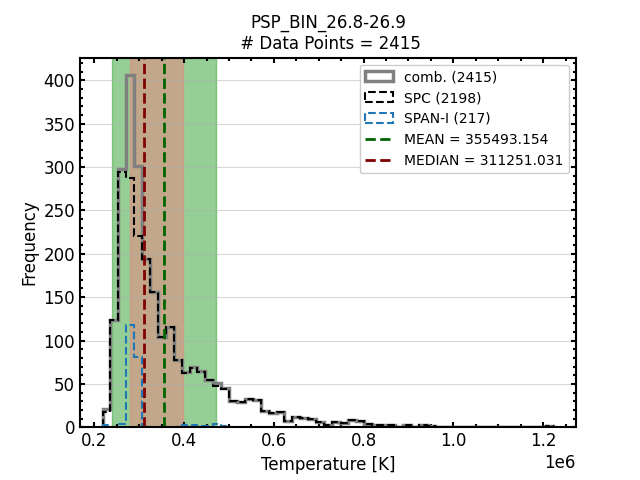 PSP_BIN_26.8-26.9
# Data Points = 2415
comb. (2415)
SPC (2198)
SPAN-I (217)
MEAN = 355493.154
MEDIAN = 311251.031
Frequency
400
350
300
250
200
150
100
50
0
0.2 0.4 0.6 0.8 1.0 1.2
1e6
Temperature [K]